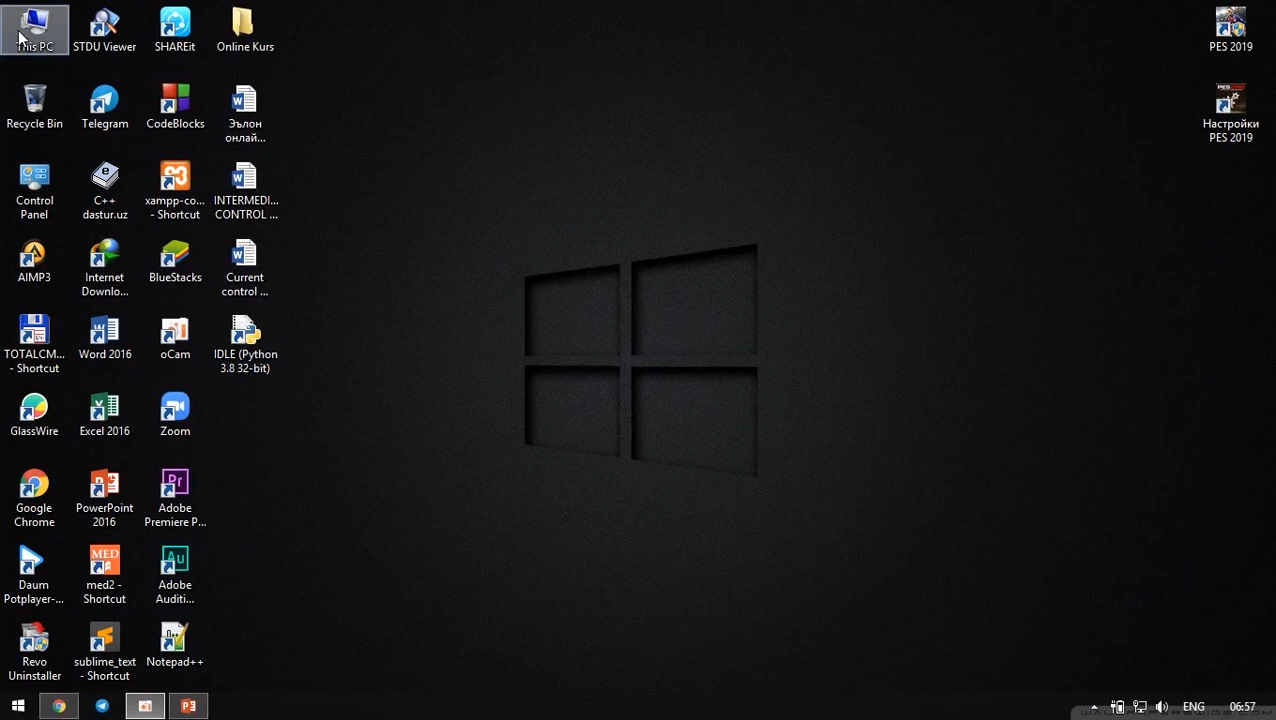 This PC
STDU Viewer
SHAREit
Online Kurs
PES 2019
Recycle Bin
Telegram
CodeBlocks
Эълон
онлай...
Настройки
PES 2019
Control
Panel
C++
dastur.uz
xampp-co...
- Shortcut
INTERMEDI...
CONTROL ...
AIMP3
Internet
Downlo...
BlueStacks
Current
control ...
TOTALCM...
- Shortcut
Word 2016
oCam
IDLE (Python
3.8 32-bit)
GlassWire
Excel 2016
Zoom
Google
Chrome
PowerPoint
2016
Adobe
Premiere P...
Daum
Potplayer-...
MED
med2 -
Shortcut
Adobe
Auditi...
Revo
Uninstaller
sublime_text
- Shortcut
Notepad++
ENG
06:57